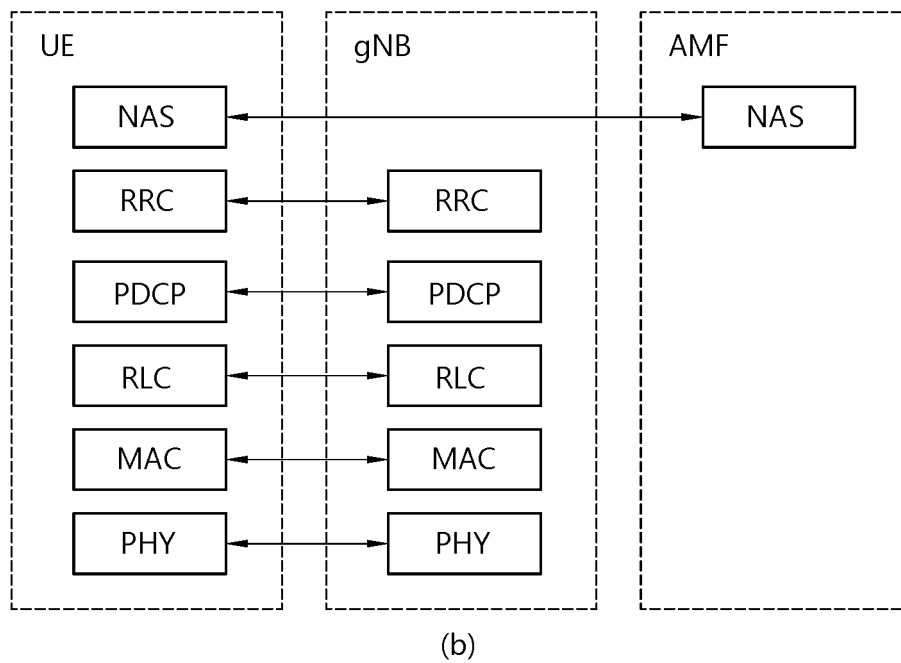 UE gNB AMF
NAS NAS
RRC RRC
PDCP PDCP
RLC RLC
MAC MAC
PHY PHY
(b)